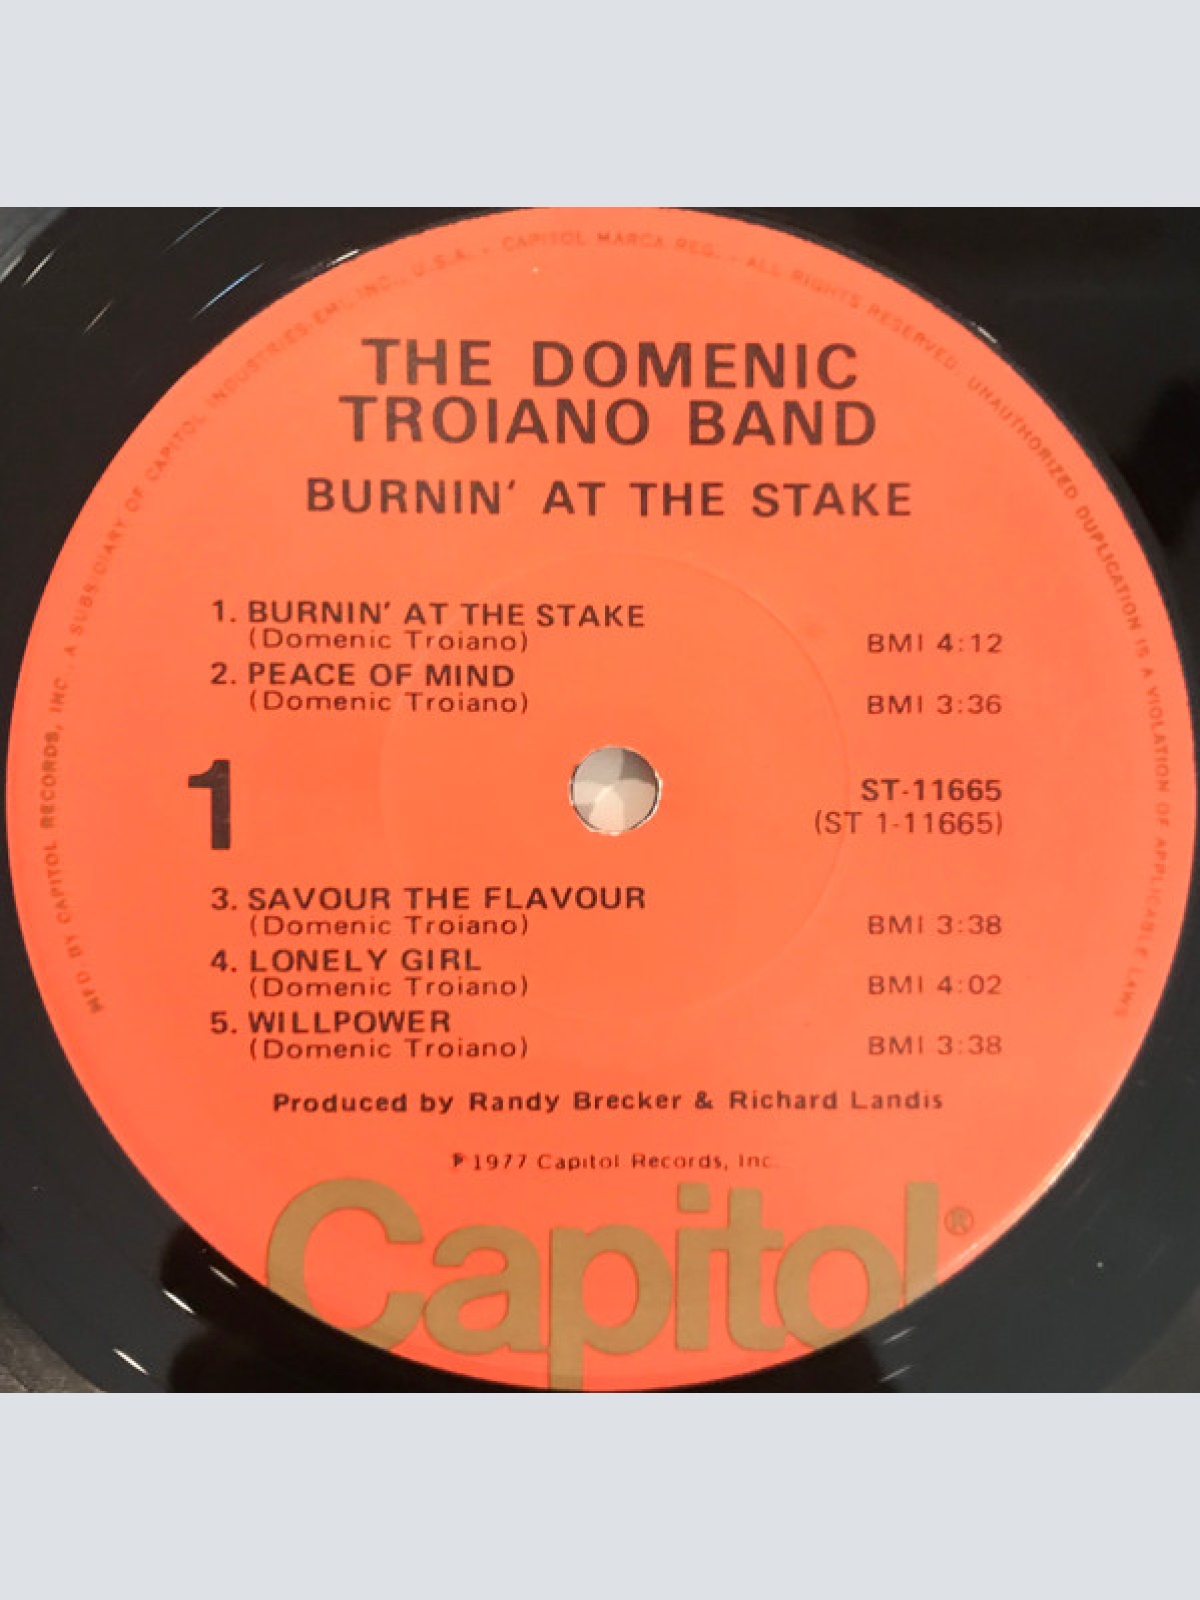 MFD. BY CAPITOL RECORDS, INC., A SUBSIDIARY OF CAPITOL INDUSTRIES-EMI, INC., U.S.A. · CAPITOL MARCA REG. · ALL RIGHTS RESERVED. UNAUTHORIZED DUPLICATION IS A VIOLATION OF APPLICABLE LAWS
THE DOMENIC
TROIANO BAND
BURNIN' AT THE STAKE
1. BURNIN' AT THE STAKE
(Domenic Troiano) BMI 4:12
2. PEACE OF MIND
(Domenic Troiano) BMI 3:36
1
ST-11665
(ST 1-11665)
3. SAVOUR THE FLAVOUR
(Domenic Troiano) BMI 3:38
4. LONELY GIRL
(Domenic Troiano) BMI 4:02
5. WILLPOWER
(Domenic Troiano) BMI 3:38
Produced by Randy Brecker & Richard Landis
℗ 1977 Capitol Records, Inc.
Capitol®